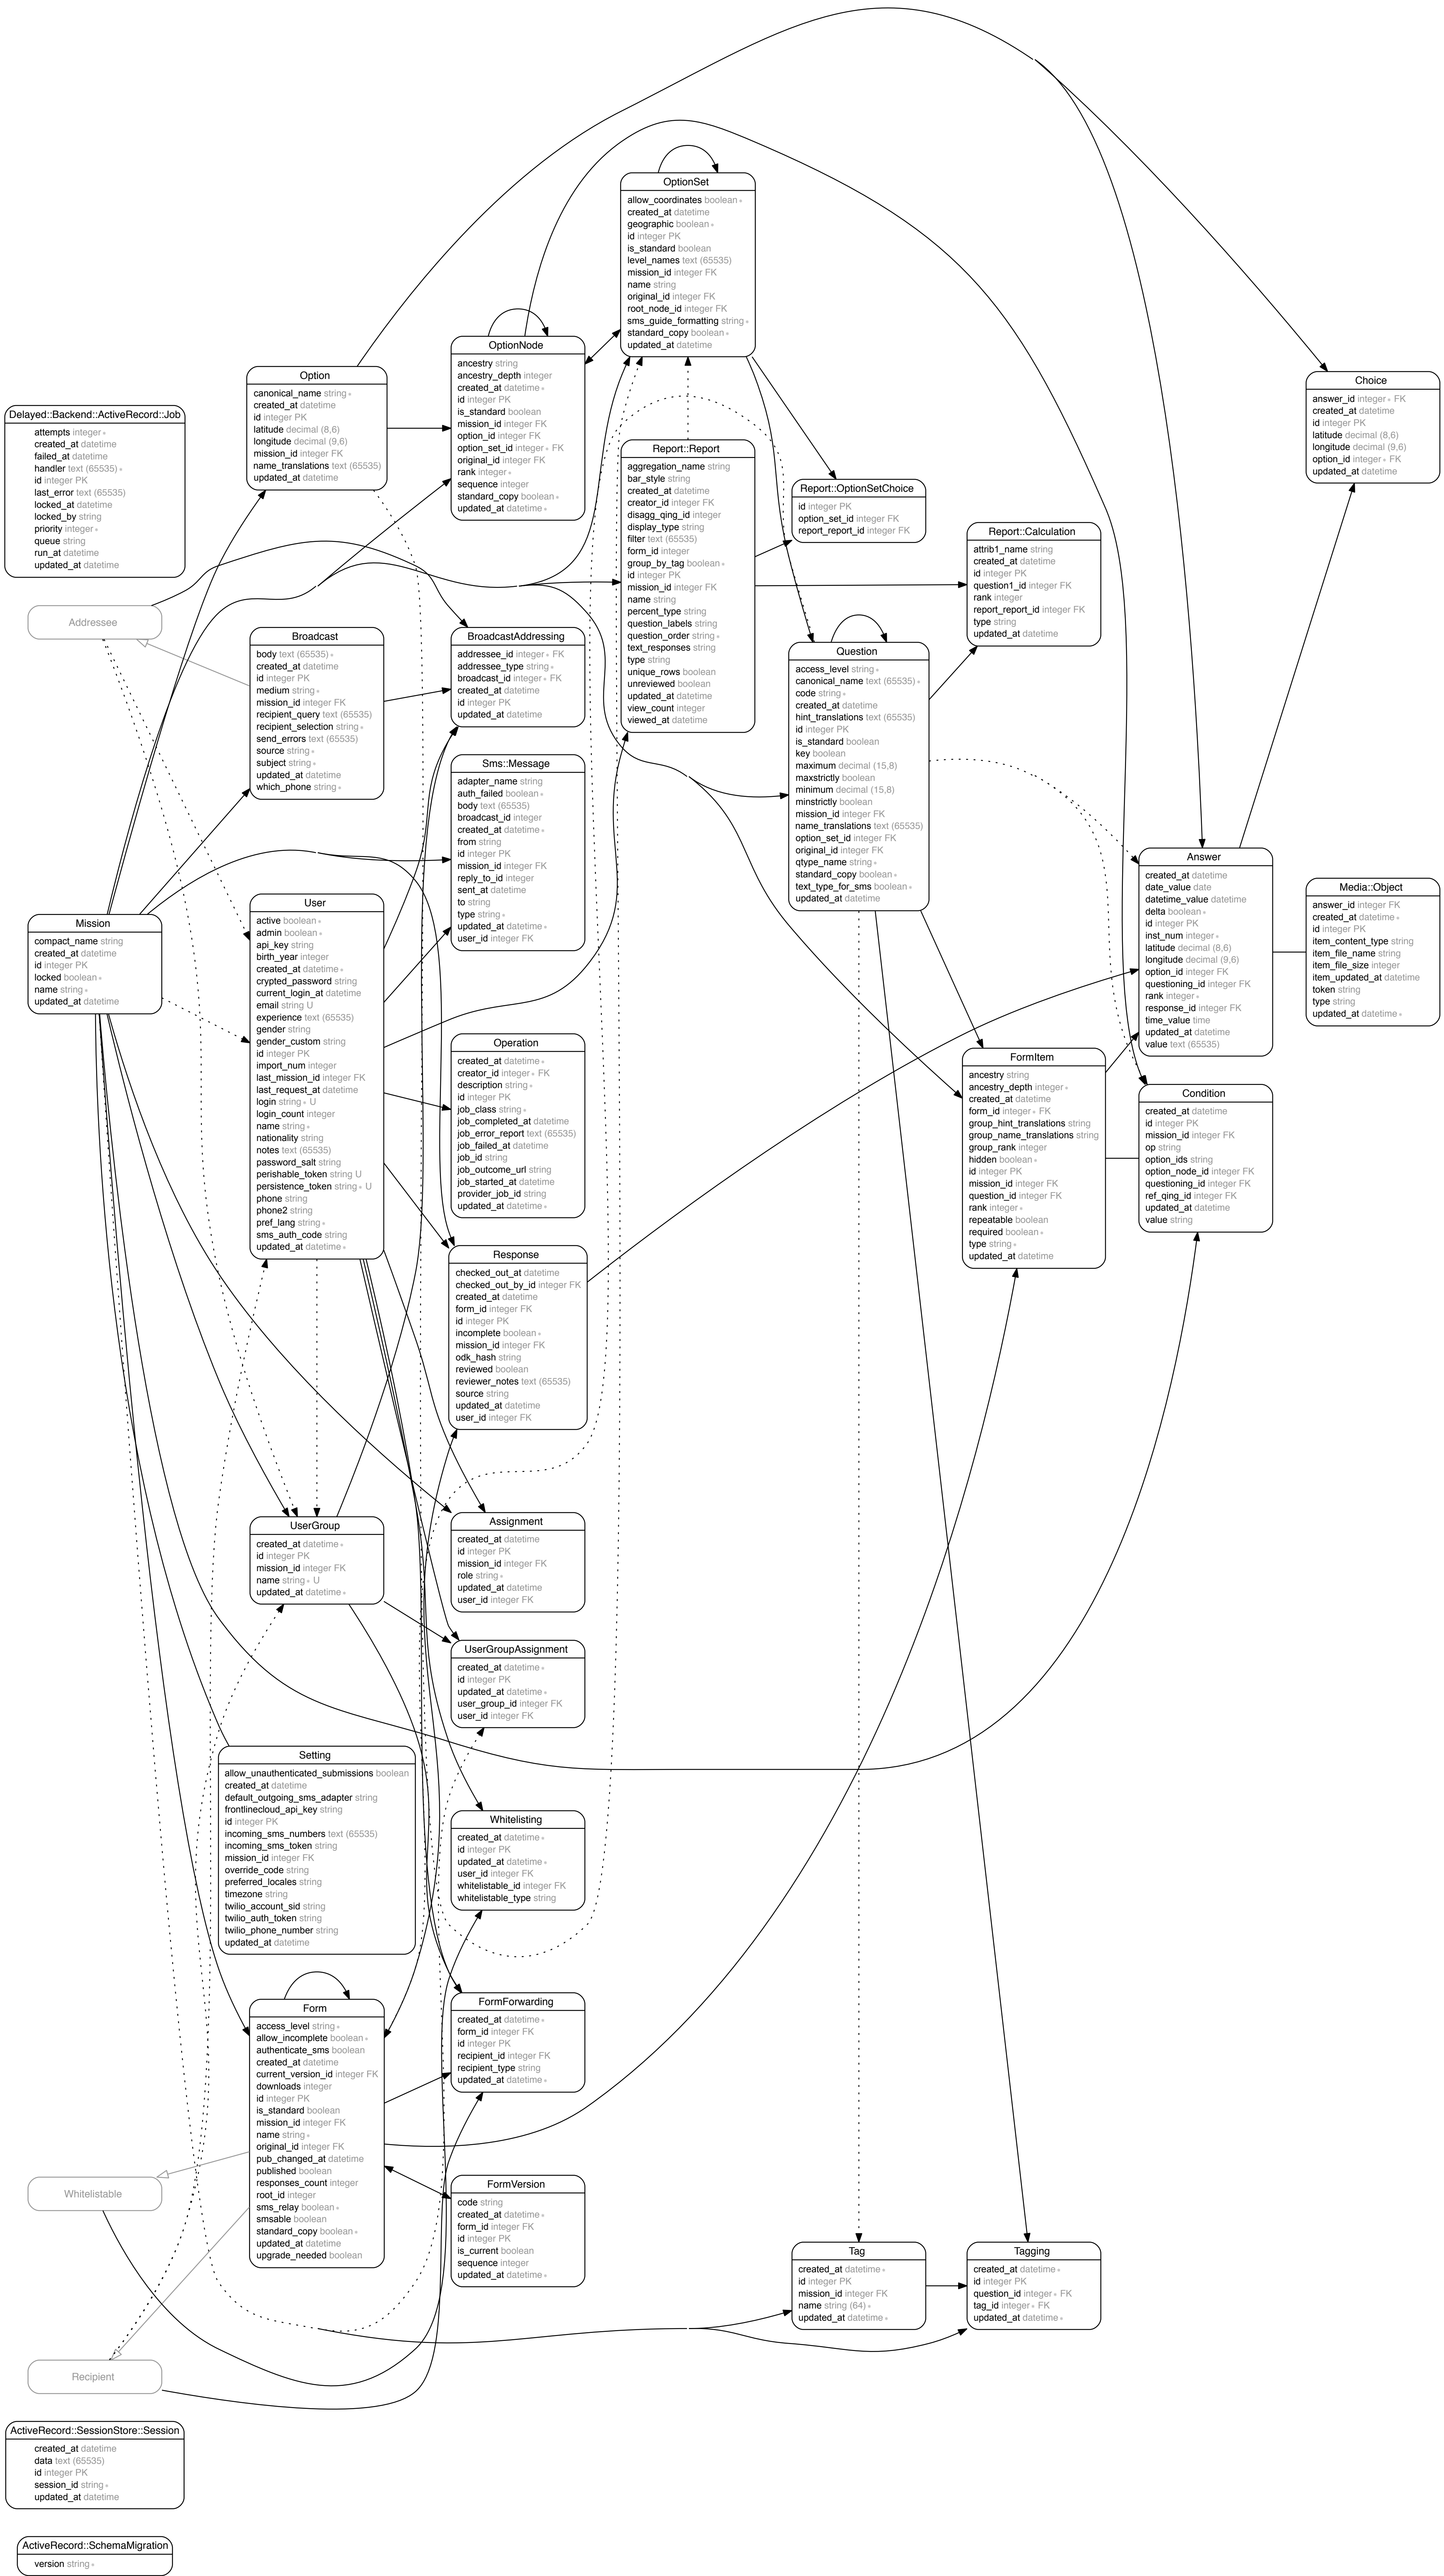 Delayed::Backend::ActiveRecord::Job
attempts integer ∗
created_at datetime
failed_at datetime
handler text (65535) ∗
id integer PK
last_error text (65535)
locked_at datetime
locked_by string
priority integer ∗
queue string
run_at datetime
updated_at datetime
Addressee
Mission
compact_name string
created_at datetime
id integer PK
locked boolean ∗
name string ∗
updated_at datetime
Whitelistable
Recipient
ActiveRecord::SessionStore::Session
created_at datetime
data text (65535)
id integer PK
session_id string ∗
updated_at datetime
ActiveRecord::SchemaMigration
version string ∗
Option
canonical_name string ∗
created_at datetime
id integer PK
latitude decimal (8,6)
longitude decimal (9,6)
mission_id integer FK
name_translations text (65535)
updated_at datetime
Broadcast
body text (65535) ∗
created_at datetime
id integer PK
medium string ∗
mission_id integer FK
recipient_query text (65535)
recipient_selection string ∗
send_errors text (65535)
source string ∗
subject string ∗
updated_at datetime
which_phone string ∗
User
active boolean ∗
admin boolean ∗
api_key string
birth_year integer
created_at datetime ∗
crypted_password string
current_login_at datetime
email string U
experience text (65535)
gender string
gender_custom string
id integer PK
import_num integer
last_mission_id integer FK
last_request_at datetime
login string ∗ U
login_count integer
name string ∗
nationality string
notes text (65535)
password_salt string
perishable_token string U
persistence_token string ∗ U
phone string
phone2 string
pref_lang string ∗
sms_auth_code string
updated_at datetime ∗
UserGroup
created_at datetime ∗
id integer PK
mission_id integer FK
name string ∗ U
updated_at datetime ∗
Setting
allow_unauthenticated_submissions boolean
created_at datetime
default_outgoing_sms_adapter string
frontlinecloud_api_key string
id integer PK
incoming_sms_numbers text (65535)
incoming_sms_token string
mission_id integer FK
override_code string
preferred_locales string
timezone string
twilio_account_sid string
twilio_auth_token string
twilio_phone_number string
updated_at datetime
Form
access_level string ∗
allow_incomplete boolean ∗
authenticate_sms boolean
created_at datetime
current_version_id integer FK
downloads integer
id integer PK
is_standard boolean
mission_id integer FK
name string ∗
original_id integer FK
pub_changed_at datetime
published boolean
responses_count integer
root_id integer
sms_relay boolean ∗
smsable boolean
standard_copy boolean ∗
updated_at datetime
upgrade_needed boolean
OptionNode
ancestry string
ancestry_depth integer
created_at datetime ∗
id integer PK
is_standard boolean
mission_id integer FK
option_id integer FK
option_set_id integer ∗ FK
original_id integer FK
rank integer ∗
sequence integer
standard_copy boolean ∗
updated_at datetime ∗
BroadcastAddressing
addressee_id integer ∗ FK
addressee_type string ∗
broadcast_id integer ∗ FK
created_at datetime
id integer PK
updated_at datetime
Sms::Message
adapter_name string
auth_failed boolean ∗
body text (65535)
broadcast_id integer
created_at datetime ∗
from string
id integer PK
mission_id integer FK
reply_to_id integer
sent_at datetime
to string
type string ∗
updated_at datetime ∗
user_id integer FK
Operation
created_at datetime ∗
creator_id integer ∗ FK
description string ∗
id integer PK
job_class string ∗
job_completed_at datetime
job_error_report text (65535)
job_failed_at datetime
job_id string
job_outcome_url string
job_started_at datetime
provider_job_id string
updated_at datetime ∗
Response
checked_out_at datetime
checked_out_by_id integer FK
created_at datetime
form_id integer FK
id integer PK
incomplete boolean ∗
mission_id integer FK
odk_hash string
reviewed boolean
reviewer_notes text (65535)
source string
updated_at datetime
user_id integer FK
Assignment
created_at datetime
id integer PK
mission_id integer FK
role string ∗
updated_at datetime
user_id integer FK
UserGroupAssignment
created_at datetime ∗
id integer PK
updated_at datetime ∗
user_group_id integer FK
user_id integer FK
Whitelisting
created_at datetime ∗
id integer PK
updated_at datetime ∗
user_id integer FK
whitelistable_id integer FK
whitelistable_type string
FormForwarding
created_at datetime ∗
form_id integer FK
id integer PK
recipient_id integer FK
recipient_type string
updated_at datetime ∗
FormVersion
code string
created_at datetime ∗
form_id integer FK
id integer PK
is_current boolean
sequence integer
updated_at datetime ∗
OptionSet
allow_coordinates boolean ∗
created_at datetime
geographic boolean ∗
id integer PK
is_standard boolean
level_names text (65535)
mission_id integer FK
name string
original_id integer FK
root_node_id integer FK
sms_guide_formatting string ∗
standard_copy boolean ∗
updated_at datetime
Report::Report
aggregation_name string
bar_style string
created_at datetime
creator_id integer FK
disagg_qing_id integer
display_type string
filter text (65535)
form_id integer
group_by_tag boolean ∗
id integer PK
mission_id integer FK
name string
percent_type string
question_labels string
question_order string ∗
text_responses string
type string
unique_rows boolean
unreviewed boolean
updated_at datetime
view_count integer
viewed_at datetime
Report::OptionSetChoice
id integer PK
option_set_id integer FK
report_report_id integer FK
Question
access_level string ∗
canonical_name text (65535) ∗
code string ∗
created_at datetime
hint_translations text (65535)
id integer PK
is_standard boolean
key boolean
maximum decimal (15,8)
maxstrictly boolean
minimum decimal (15,8)
minstrictly boolean
mission_id integer FK
name_translations text (65535)
option_set_id integer FK
original_id integer FK
qtype_name string ∗
standard_copy boolean ∗
text_type_for_sms boolean ∗
updated_at datetime
Tag
created_at datetime ∗
id integer PK
mission_id integer FK
name string (64) ∗
updated_at datetime ∗
Report::Calculation
attrib1_name string
created_at datetime
id integer PK
question1_id integer FK
rank integer
report_report_id integer FK
type string
updated_at datetime
FormItem
ancestry string
ancestry_depth integer ∗
created_at datetime
form_id integer ∗ FK
group_hint_translations string
group_name_translations string
group_rank integer
hidden boolean ∗
id integer PK
mission_id integer FK
question_id integer FK
rank integer ∗
repeatable boolean
required boolean ∗
type string ∗
updated_at datetime
Tagging
created_at datetime ∗
id integer PK
question_id integer ∗ FK
tag_id integer ∗ FK
updated_at datetime ∗
Answer
created_at datetime
date_value date
datetime_value datetime
delta boolean ∗
id integer PK
inst_num integer ∗
latitude decimal (8,6)
longitude decimal (9,6)
option_id integer FK
questioning_id integer FK
rank integer ∗
response_id integer FK
time_value time
updated_at datetime
value text (65535)
Condition
created_at datetime
id integer PK
mission_id integer FK
op string
option_ids string
option_node_id integer FK
questioning_id integer FK
ref_qing_id integer FK
updated_at datetime
value string
Choice
answer_id integer ∗ FK
created_at datetime
id integer PK
latitude decimal (8,6)
longitude decimal (9,6)
option_id integer ∗ FK
updated_at datetime
Media::Object
answer_id integer FK
created_at datetime ∗
id integer PK
item_content_type string
item_file_name string
item_file_size integer
item_updated_at datetime
token string
type string
updated_at datetime ∗